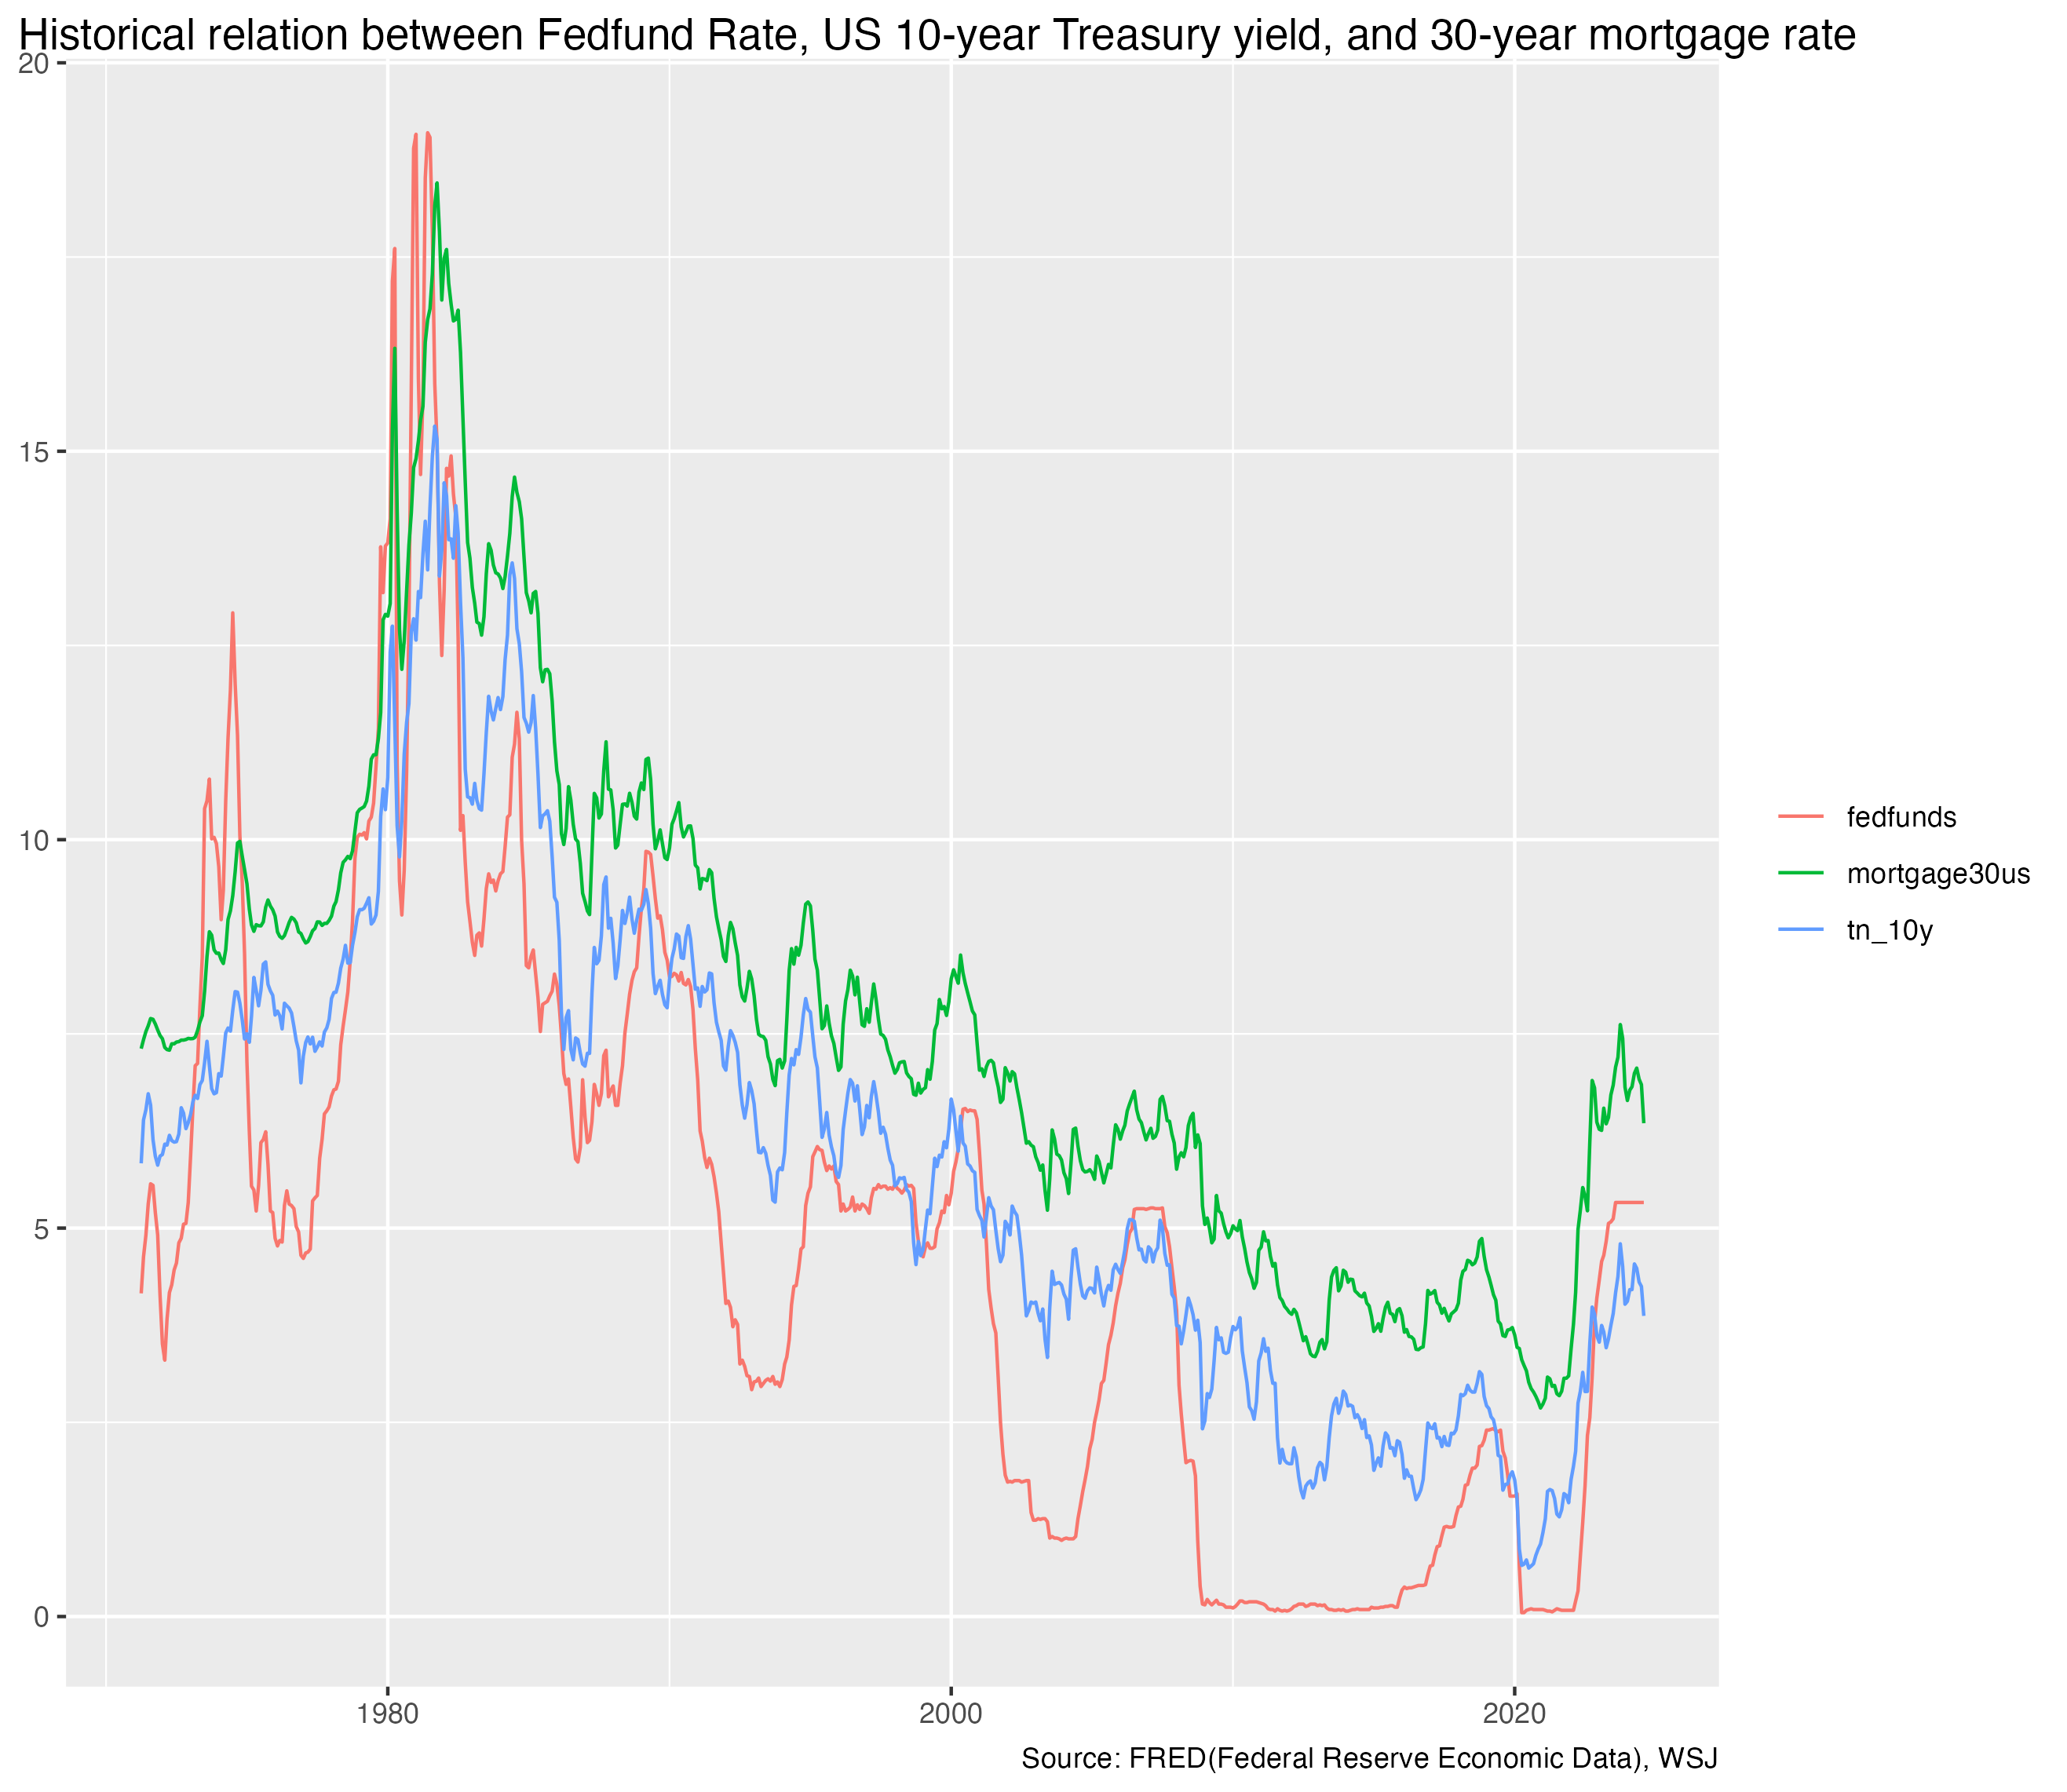 Historical relation between Fedfund Rate, US 10-year Treasury yield, and 30-year mortgage rate
20
15
10
5
0
fedfunds
mortgage30us
tn_10y
1980
2000
2020
Source: FRED(Federal Reserve Economic Data), WSJ